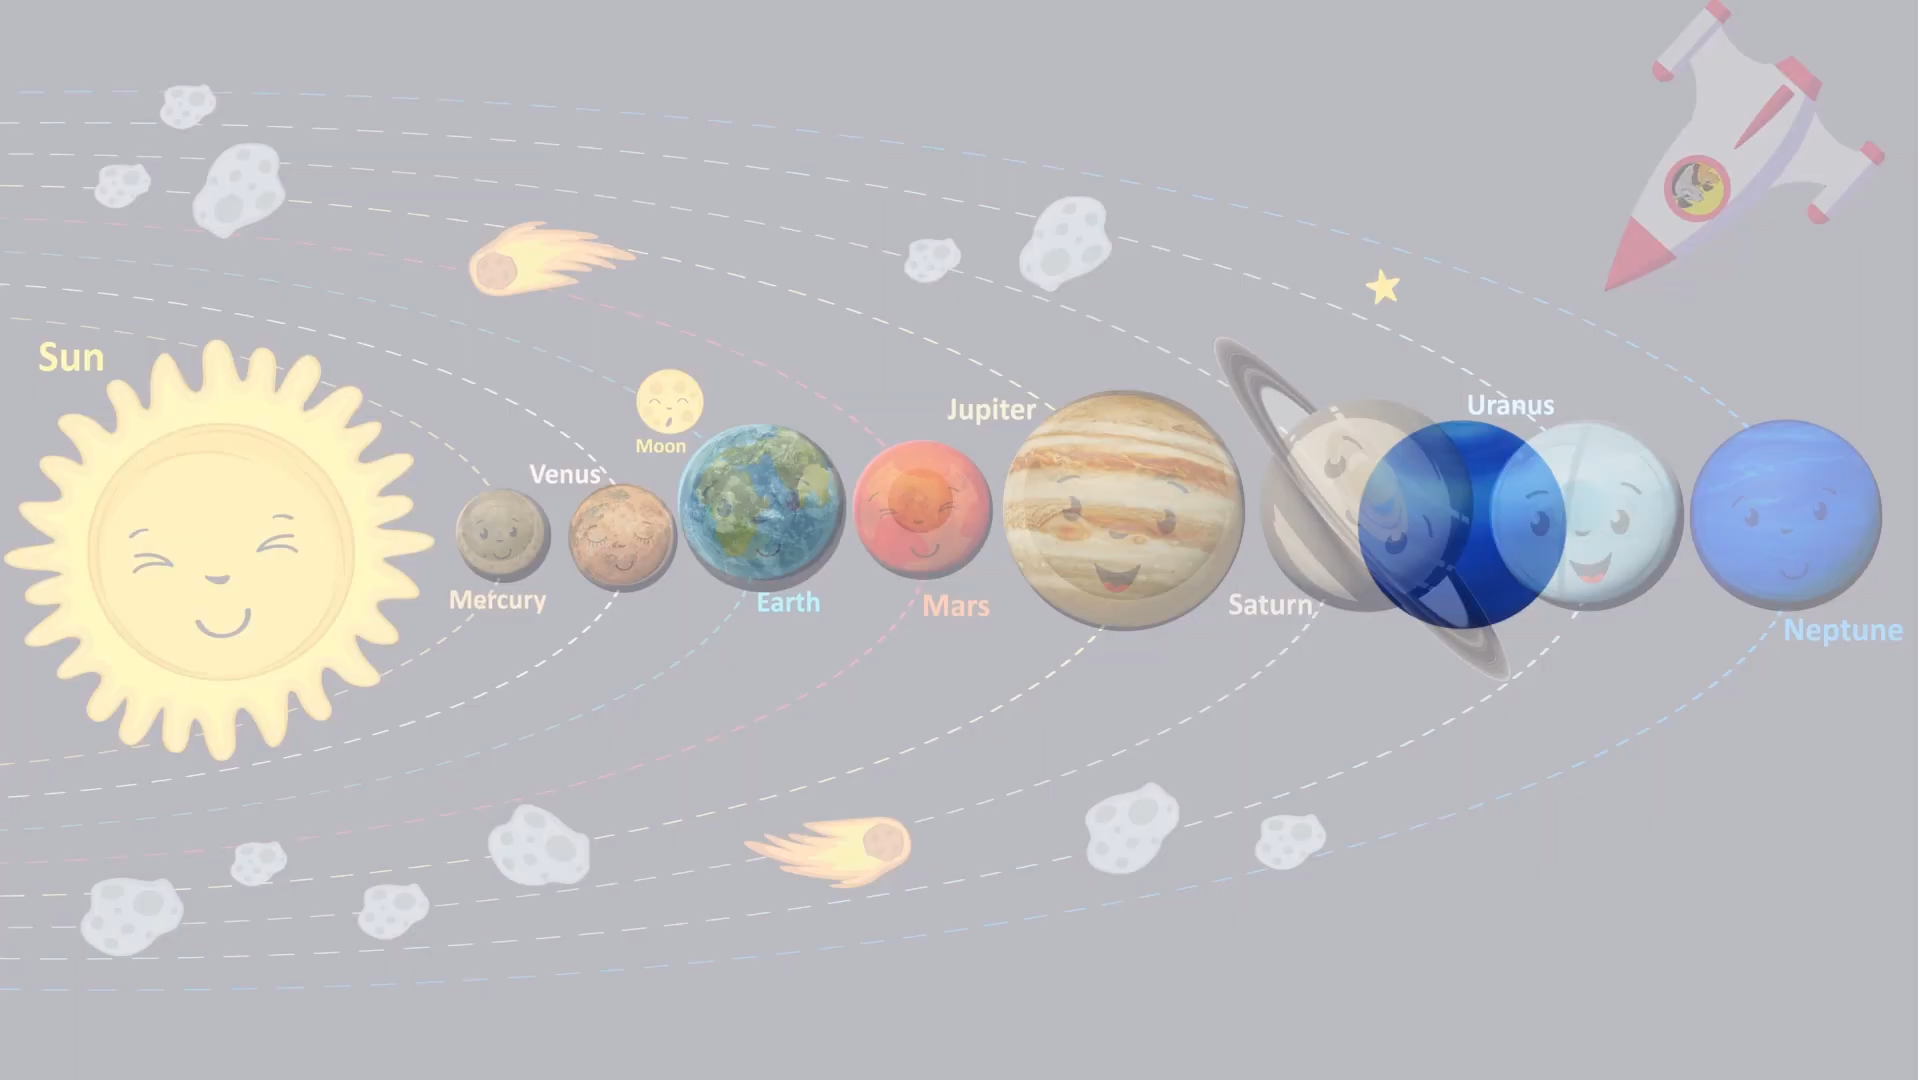 Sun
Mercury
Venus
Moon
Earth
Mars
Jupiter
Saturn
Uranus
Neptune